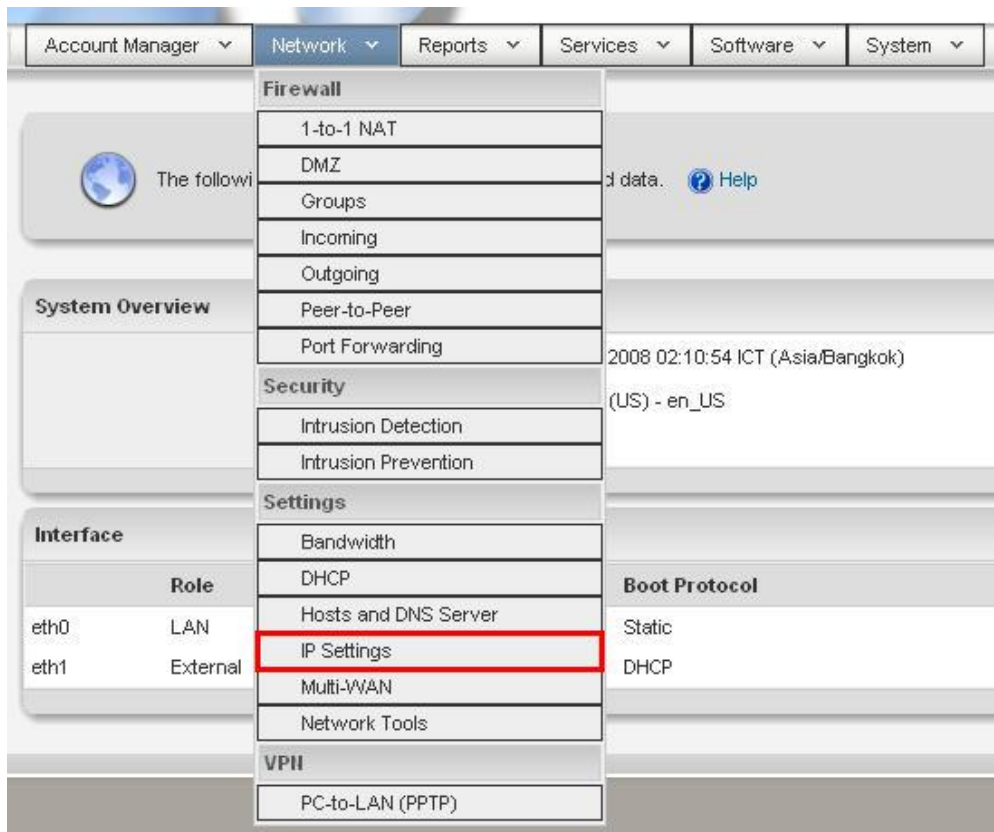 Account Manager Network Reports Services Software System
Firewall
1-to-1 NAT
DMZ
The followi d data. Help
Groups
Incoming
Outgoing
System Overview
Peer-to-Peer
Port Forwarding
2008 02:10:54 ICT (Asia/Bangkok)
Security
(US) - en_US
Intrusion Detection
Intrusion Prevention
Settings
Interface
Bandwidth
Role DHCP Boot Protocol
Hosts and DNS Server
eth0 LAN Static
IP Settings
eth1 External DHCP
Multi-WAN
Network Tools
VPN
PC-to-LAN (PPTP)